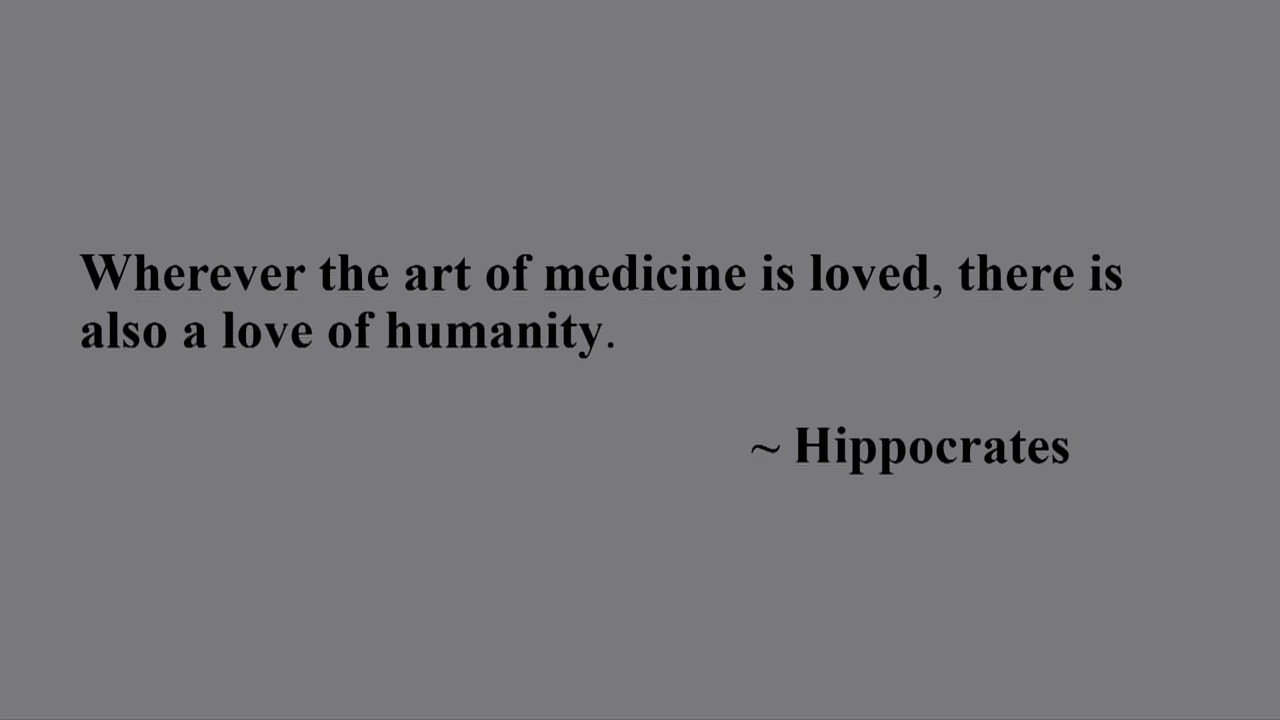 Wherever the art of medicine is loved, there is
also a love of humanity.
~ Hippocrates